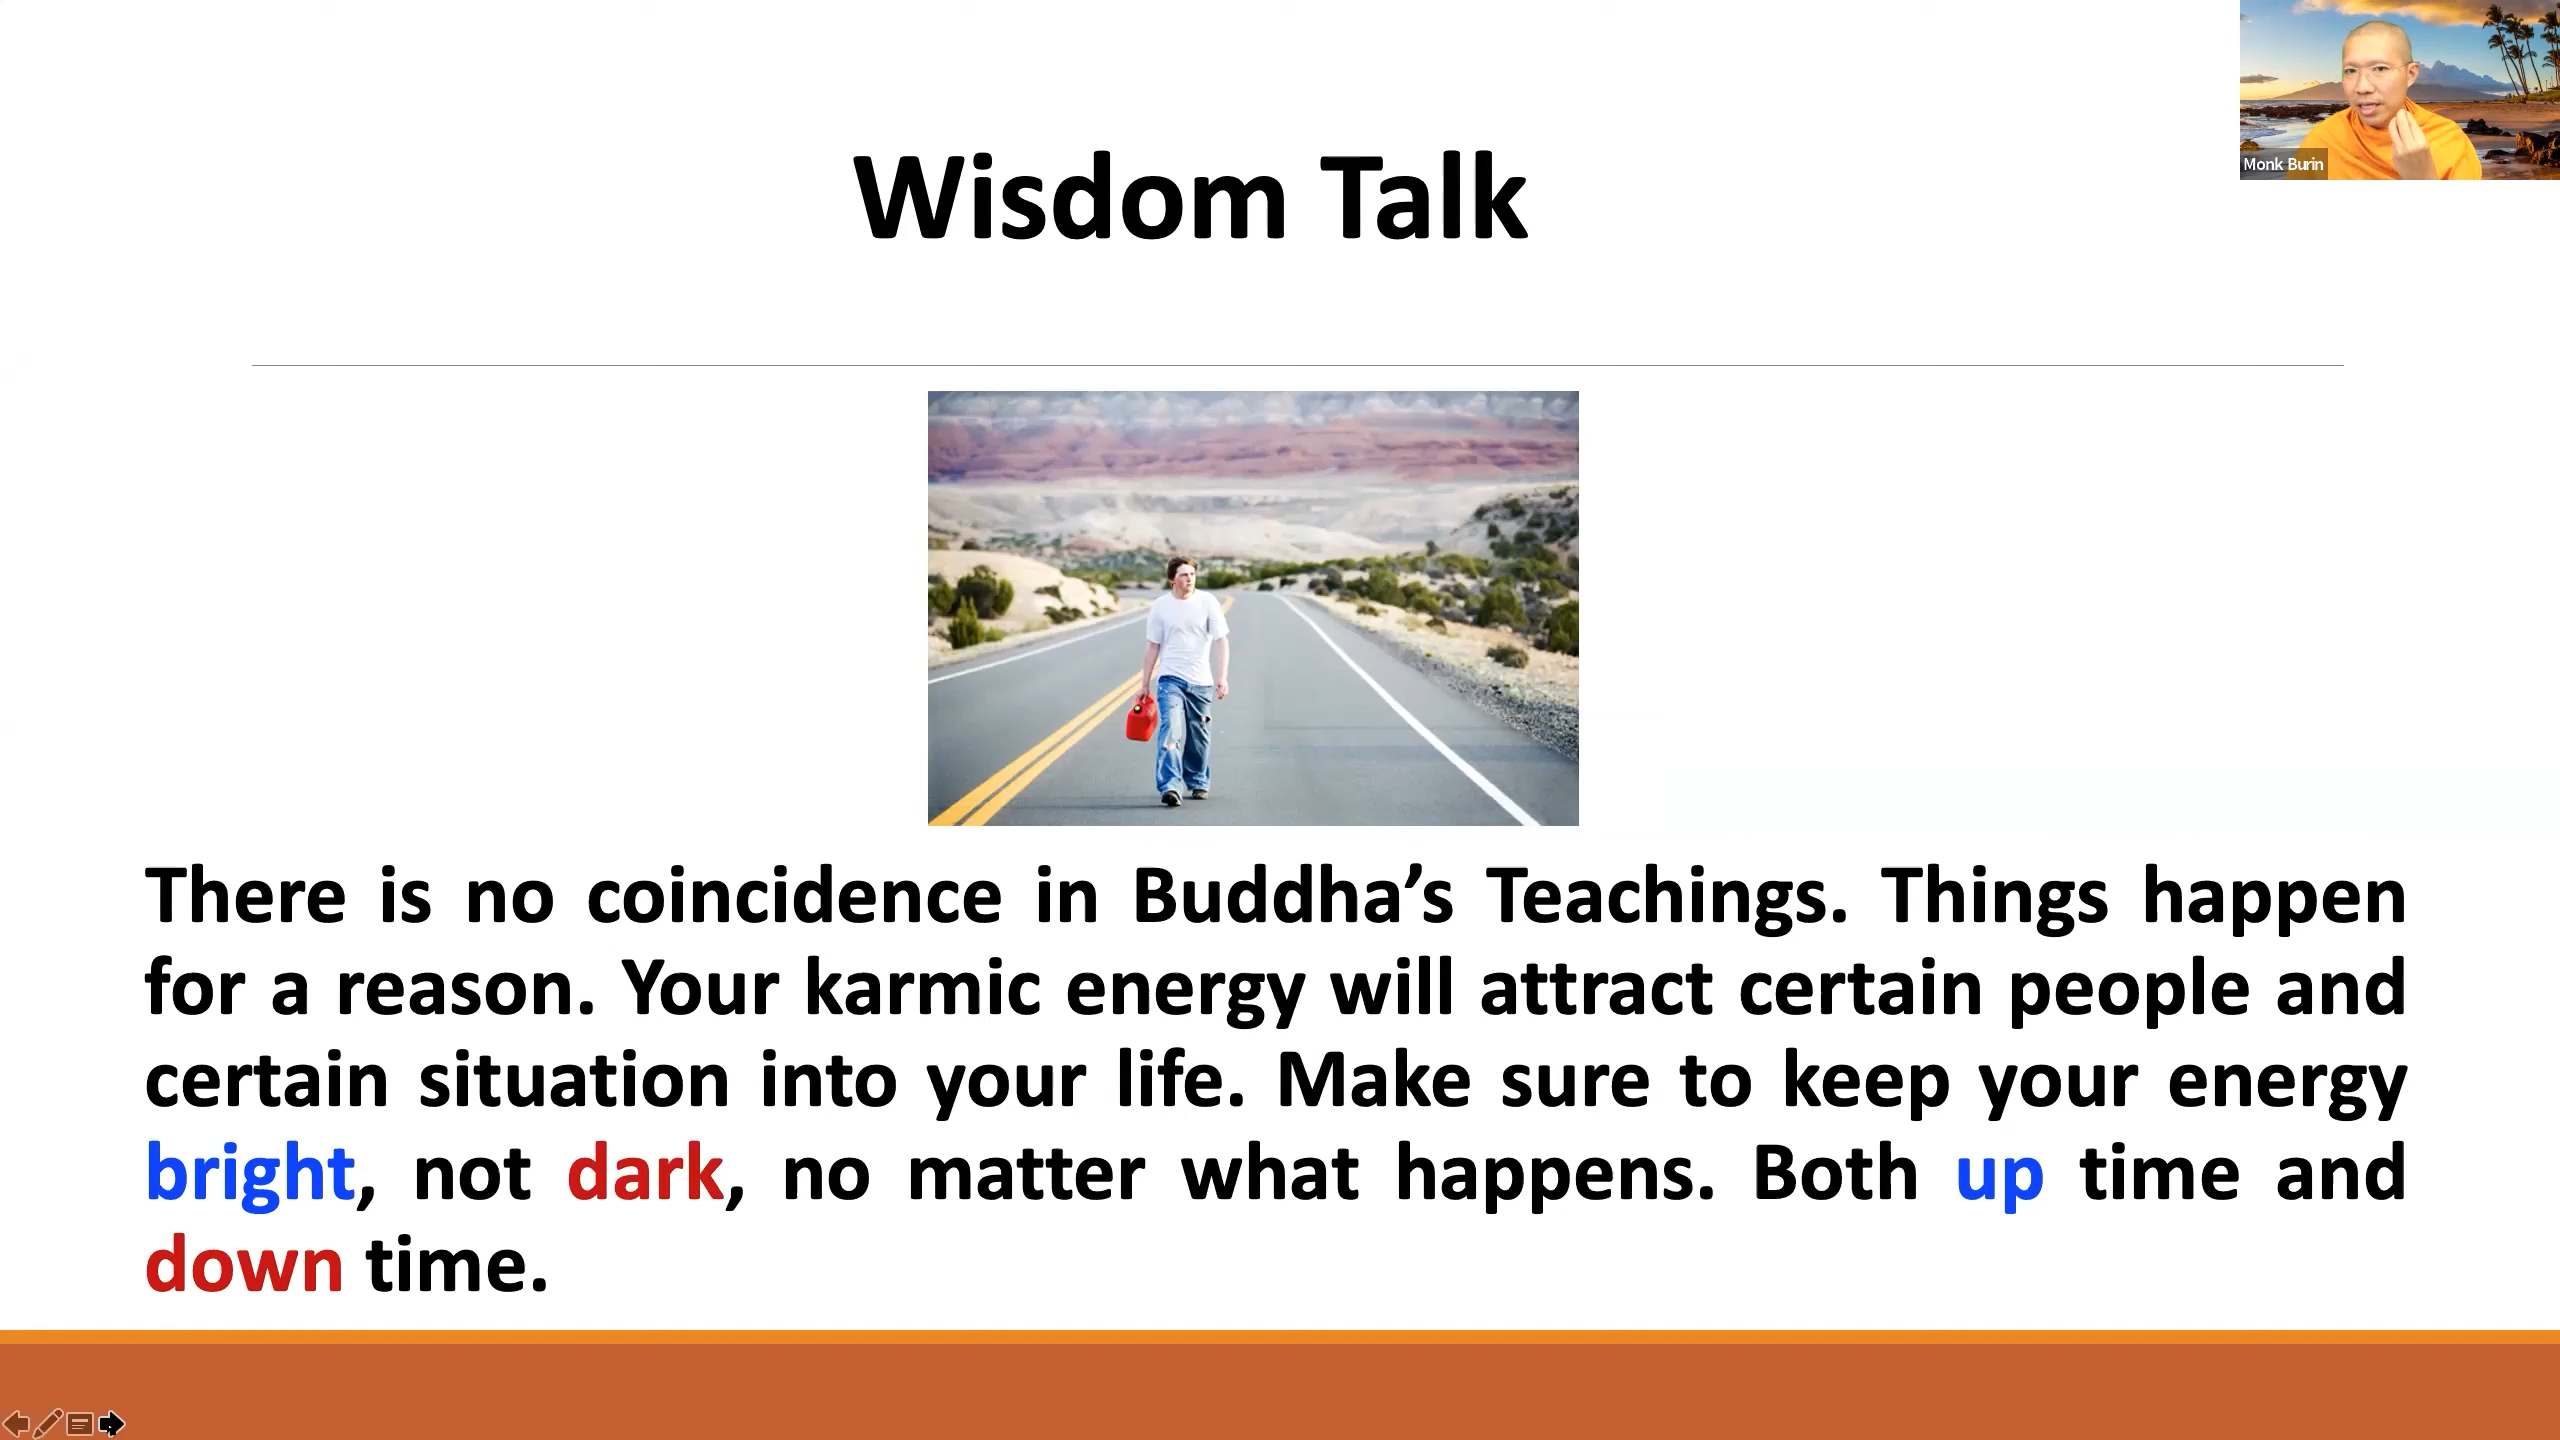 Monk Burin
Wisdom Talk
There is no coincidence in Buddha’s Teachings. Things happen
for a reason. Your karmic energy will attract certain people and
certain situation into your life. Make sure to keep your energy
bright, not dark, no matter what happens. Both up time and
down time.